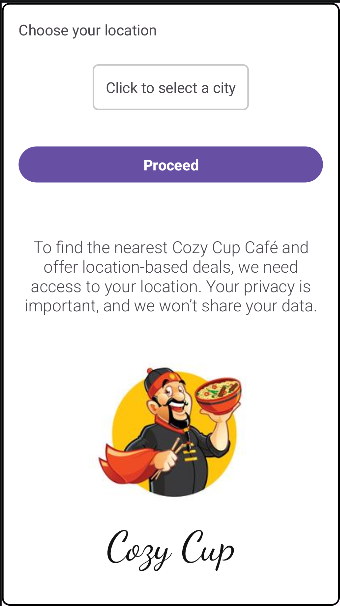 Choose your location
Click to select a city
Proceed
To find the nearest Cozy Cup Café and
offer location-based deals, we need
access to your location. Your privacy is
important, and we won't share your data.
Cozy Cup